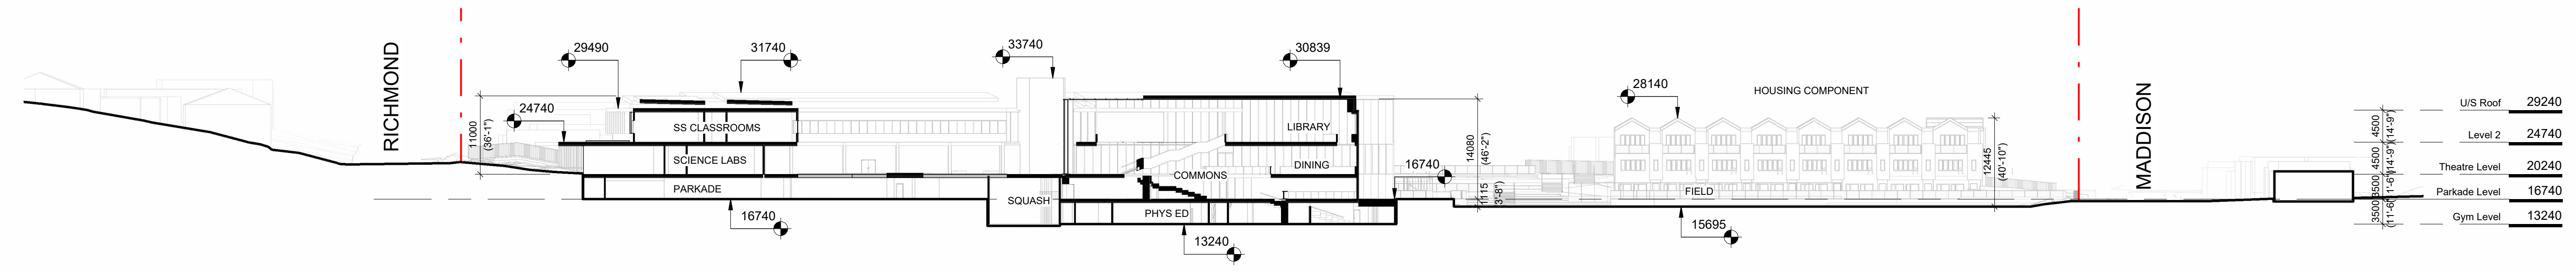 RICHMOND
29490
31740
33740
30839
24740
11000
(36'-1")
SS CLASSROOMS
SCIENCE LABS
PARKADE
16740
SQUASH
LIBRARY
DINING
COMMONS
PHYS ED
13240
14080
(46'-2")
16740
1115
3'-8")
28140
HOUSING COMPONENT
FIELD
15695
12445
(40'-10")
MADDISON
4500
(14'-9")
4500
(14'-9")
3500
(11'-6")
3500
(11'-6")
U/S Roof 29240
Level 2 24740
Theatre Level 20240
Parkade Level 16740
Gym Level 13240